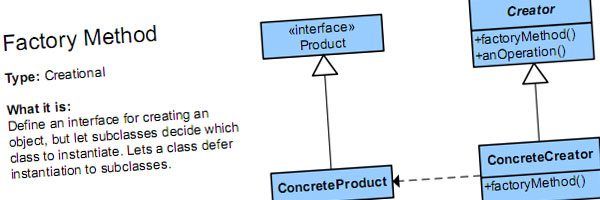 Factory Method
Type: Creational
What it is:
Define an interface for creating an
object, but let subclasses decide which
class to instantiate. Lets a class defer
instantiation to subclasses.
«interface»
Product
Creator
+factoryMethod()
+anOperation()
ConcreteProduct
ConcreteCreator
+factoryMethod()